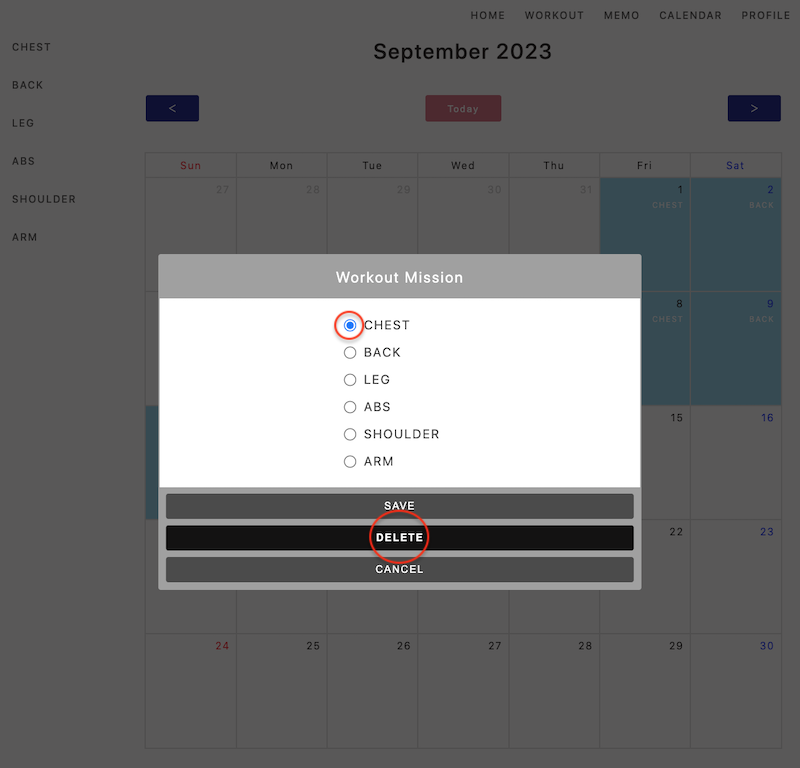 HOME WORKOUT MEMO CALENDAR PROFILE
CHEST
BACK
LEG
ABS
SHOULDER
ARM
September 2023
< Today >
Sun Mon Tue Wed Thu Fri Sat
27 28 29 30 31 1 2
CHEST BACK
Workout Mission
CHEST
BACK
LEG
ABS
SHOULDER
ARM
SAVE
DELETE
CANCEL
8 9
CHEST BACK
15 16
22 23
24 25 26 27 28 29 30